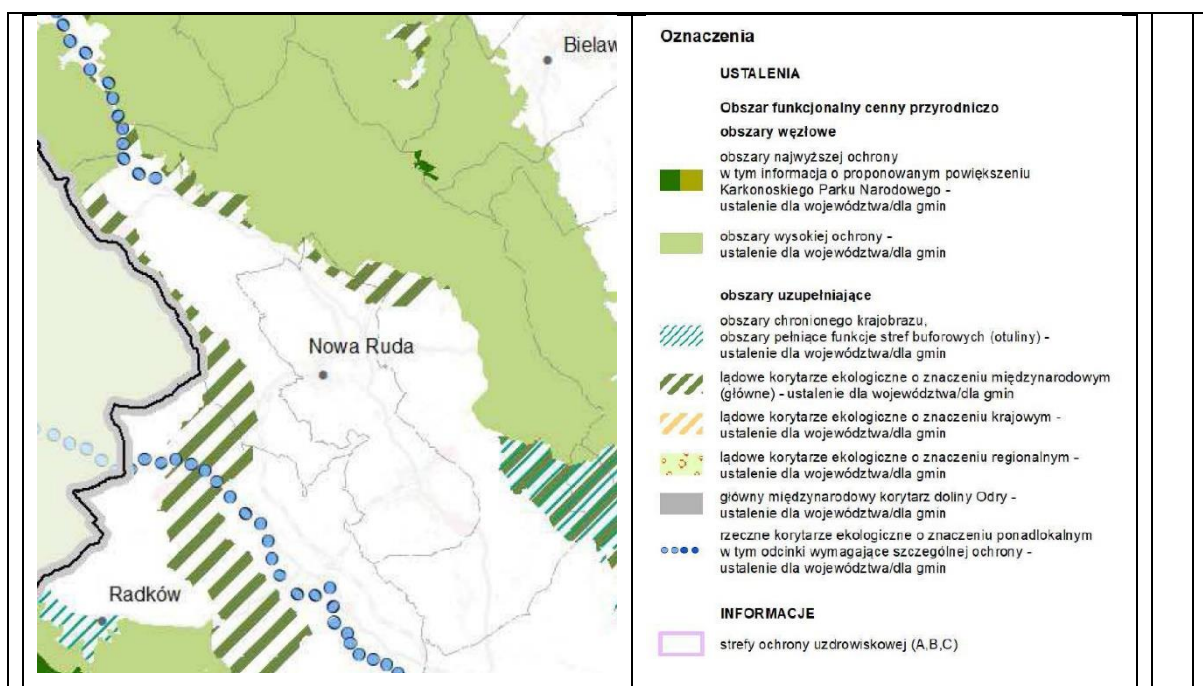 Bielaw
Nowa Ruda
Radków
Oznaczenia
USTALENIA
Obszar funkcjonalny cenny przyrodniczo
obszary węzłowe
obszary najwyższej ochrony
w tym informacja o proponowanym powiększeniu
Karkonoskiego Parku Narodowego -
ustalenie dla województwa/dla gmin
obszary wysokiej ochrony -
ustalenie dla województwa/dla gmin
obszary uzupełniające
obszary chronionego krajobrazu,
obszary pełniące funkcje stref buforowych (otuliny) -
ustalenie dla województwa/dla gmin
lądowe korytarze ekologiczne o znaczeniu międzynarodowym
(główne) - ustalenie dla województwa/dla gmin
lądowe korytarze ekologiczne o znaczeniu krajowym -
ustalenie dla województwa/dla gmin
lądowe korytarze ekologiczne o znaczeniu regionalnym -
ustalenie dla województwa/dla gmin
główny międzynarodowy korytarz doliny Odry -
ustalenie dla województwa/dla gmin
rzeczne korytarze ekologiczne o znaczeniu ponadlokalnym
w tym odcinki wymagające szczególnej ochrony -
ustalenie dla województwa/dla gmin
INFORMACJE
strefy ochrony uzdrowiskowej (A,B,C)